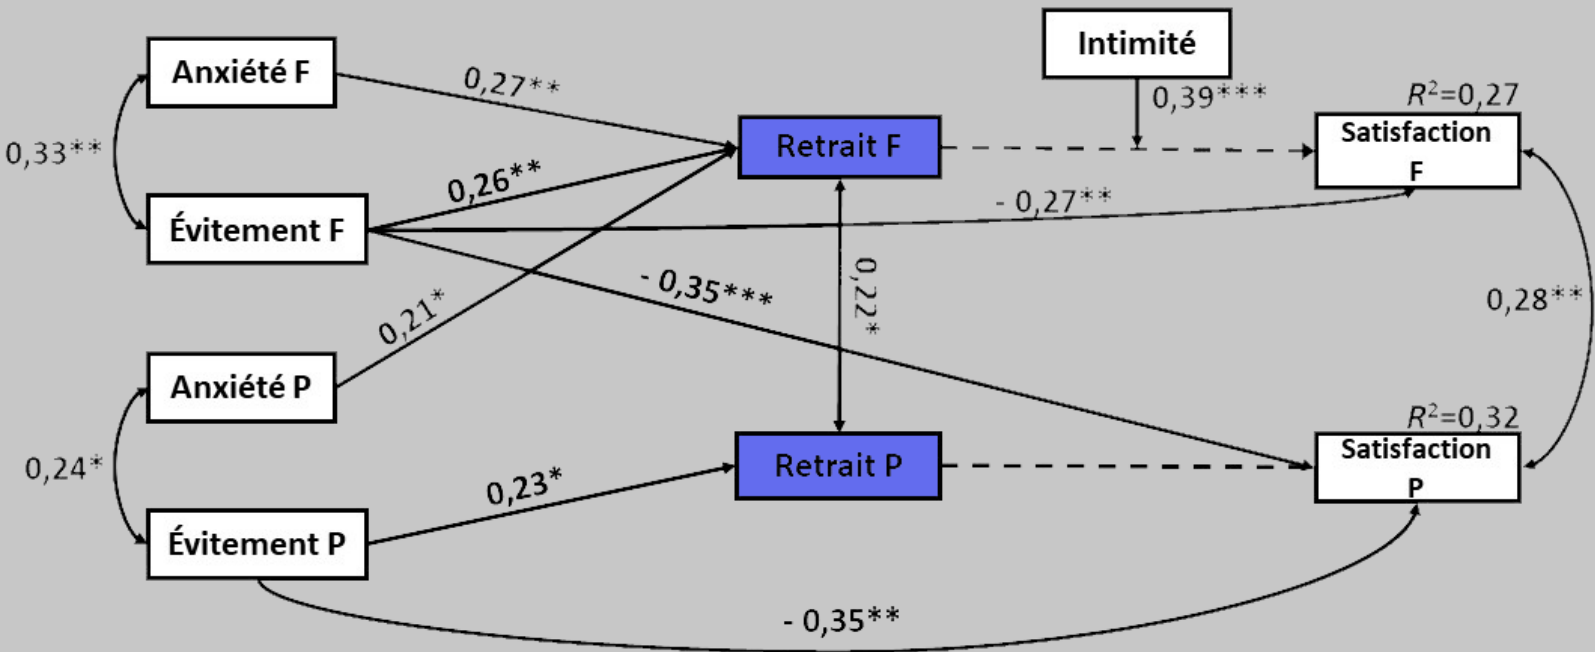 Intimité
Anxiété F
0,27**
0,39***
R²=0,27
Retrait F
Satisfaction
F
0,33**
0,26**
- 0,27**
Évitement F
- 0,35***
0,22*
0,28**
0,21*
Anxiété P
R²=0,32
Retrait P
Satisfaction
P
0,24*
0,23*
Évitement P
- 0,35**